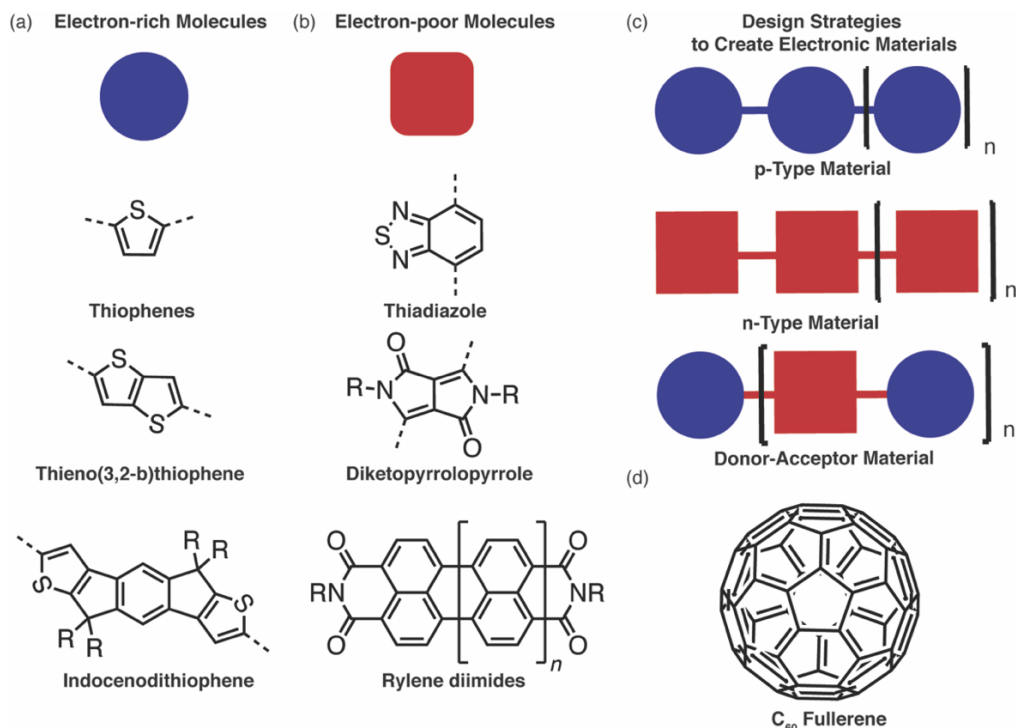 (a) Electron-rich Molecules
S
Thiophenes
S
S
Thieno(3,2-b)thiophene
R
R
S
S
R
R
Indocenodithiophene
(b) Electron-poor Molecules
N
S
N
Thiadiazole
O
R-N
N-R
O
Diketopyrrolopyrrole
O
O
RN
NR
O
O
n
Rylene diimides
(c) Design Strategies
to Create Electronic Materials
n
p-Type Material
n
n-Type Material
n
Donor-Acceptor Material
(d)
C₆₀ Fullerene